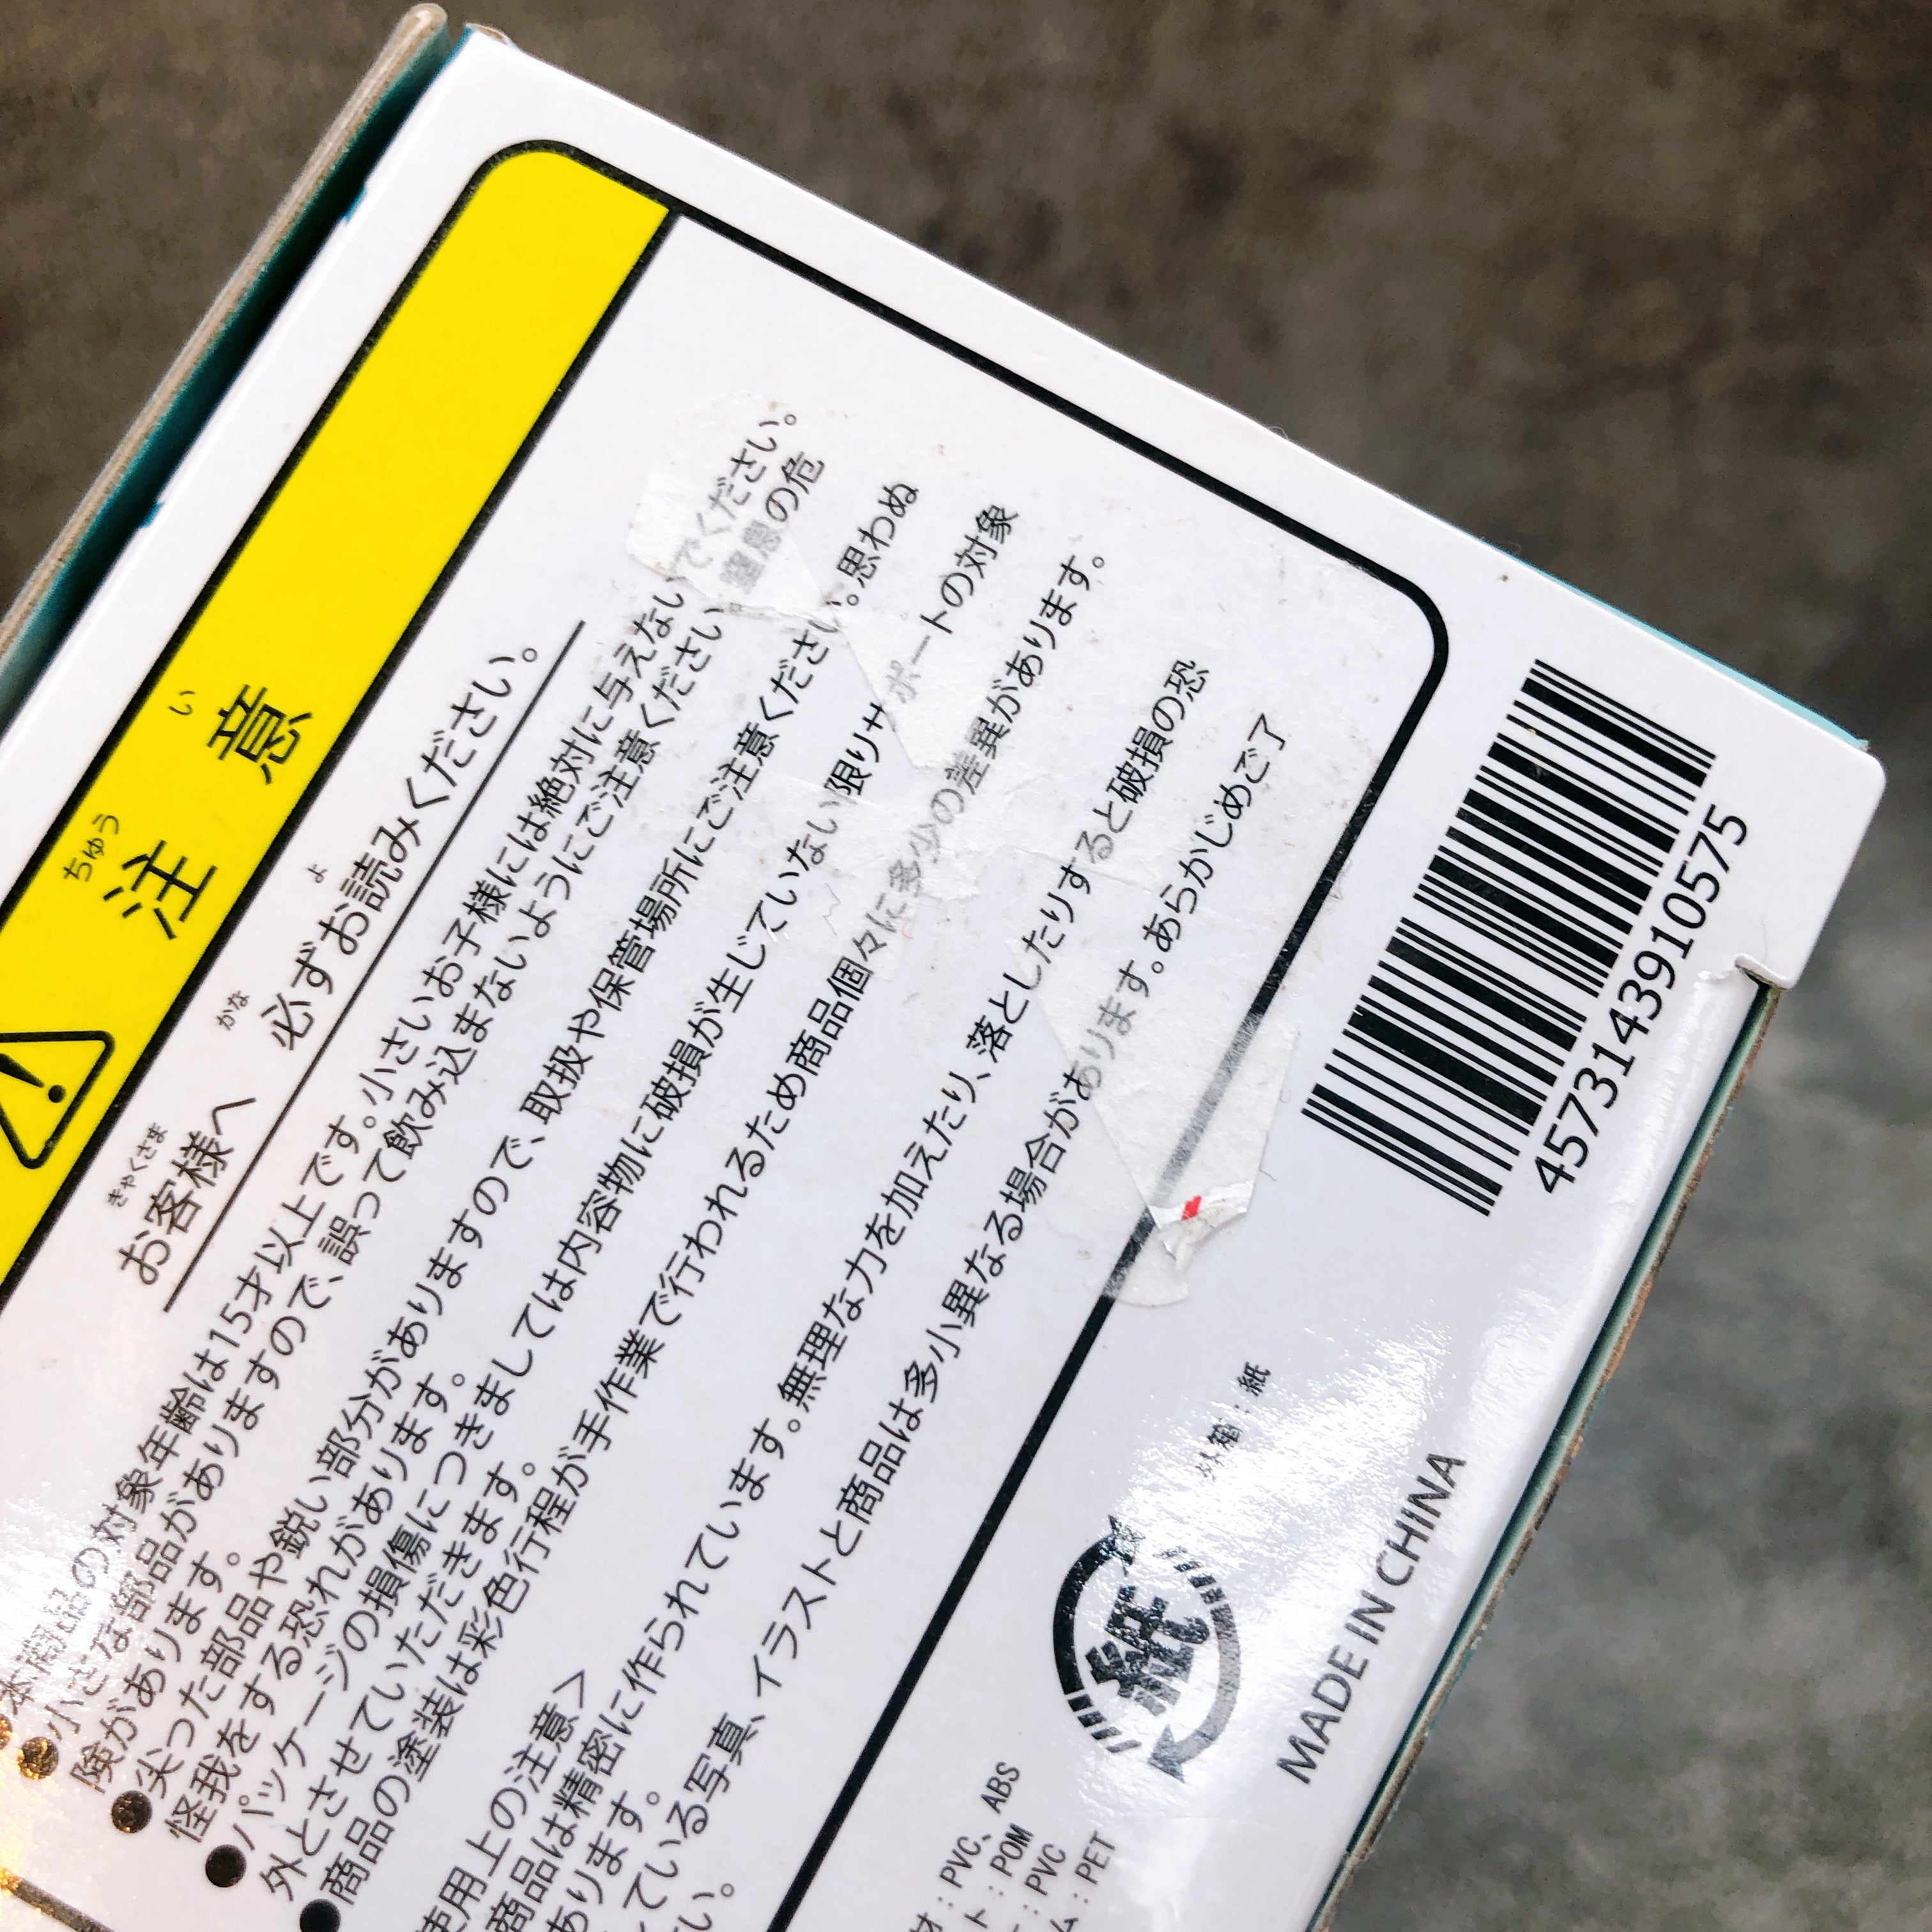 注意
ちゅう い
お客様へ 必ずお読みください。
きゃくさま かな よ
本商品の対象年齢は15才以上です。小さいお子様には絶対に与えないでください。
●小さな部品がありますので、誤って飲み込まないようにご注意ください。窒息の危
険があります。
●尖った部品や鋭い部分がありますので、取扱や保管場所にご注意ください。思わぬ
怪我をする恐れがあります。
●パッケージの損傷につきましては内容物に破損が生じていない限りサポートの対象
外とさせていただきます。
●商品の塗装は彩色行程が手作業で行われるため商品個々に多少の差異があります。
使用上の注意>
商品は精密に作られています。無理な力を加えたり、落としたりすると破損の恐
あります。
ている写真、イラストと商品は多少異なる場合があります。あらかじめご了
い。
材:PVC、ABS
ト:POM
ー:PVC
ム:PET
紙
外箱:紙
MADE IN CHINA
4573143910575